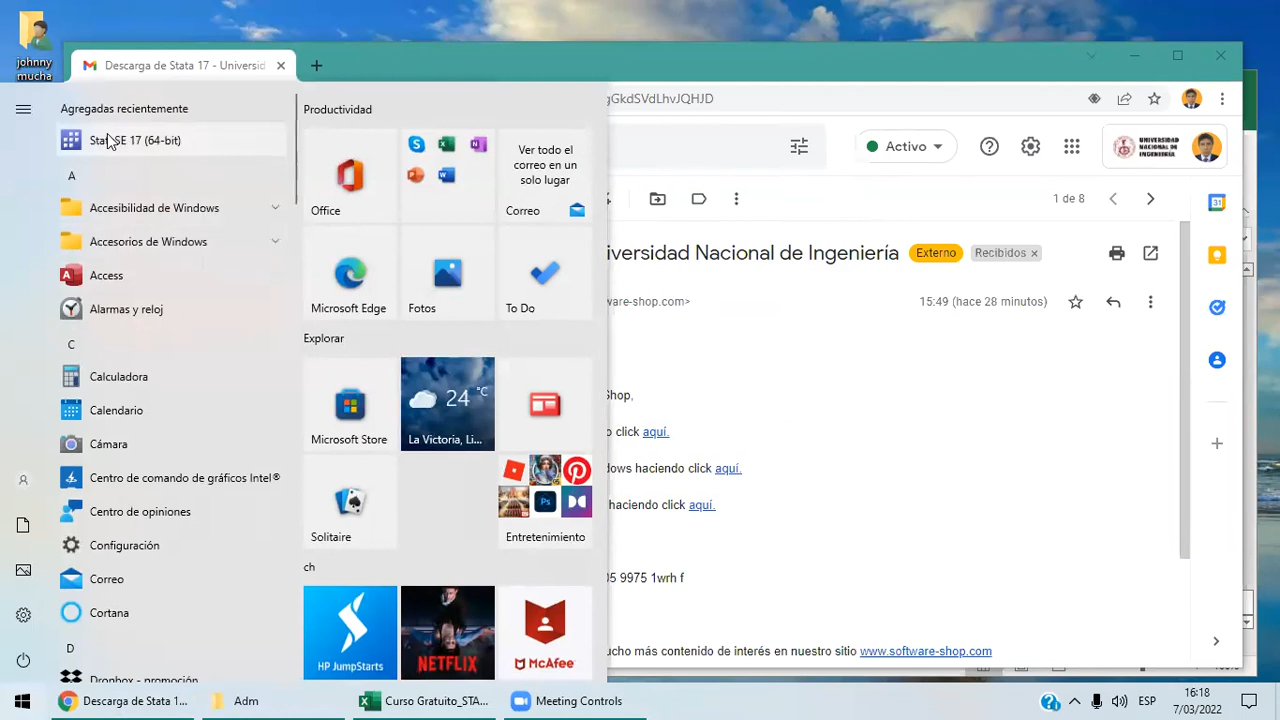 johnny
mucha
Descarga de Stata 17 - Universid
gGkdSVdLhvJQHJD
Agregadas recientemente
Stata SE 17 (64-bit)
A
Accesibilidad de Windows
Accesorios de Windows
Access
Alarmas y reloj
C
Calculadora
Calendario
Cámara
Centro de comando de gráficos Intel®
Centro de opiniones
Configuración
Correo
Cortana
D
Dropbox - promoción
Productividad
Office
Ver todo el
correo en un
solo lugar
Correo
Microsoft Edge
Fotos
To Do
Explorar
Microsoft Store
24 °C
La Victoria, Li...
Solitaire
Entretenimiento
ch
HP JumpStarts
NETFLIX
McAfee
Activo
UNIVERSIDAD
NACIONAL DE
INGENIERÍA
1 de 8
iversidad Nacional de Ingeniería
Externo
Recibidos ×
ware-shop.com>
15:49 (hace 28 minutos)
Shop,
o click aquí.
dows haciendo click aquí.
haciendo click aquí.
05 9975 1wrh f
ucho más contenido de interés en nuestro sitio www.software-shop.com
31
Descarga de Stata 1...
Adm
Curso Gratuito_STA...
Meeting Controls
ESP
16:18
7/03/2022